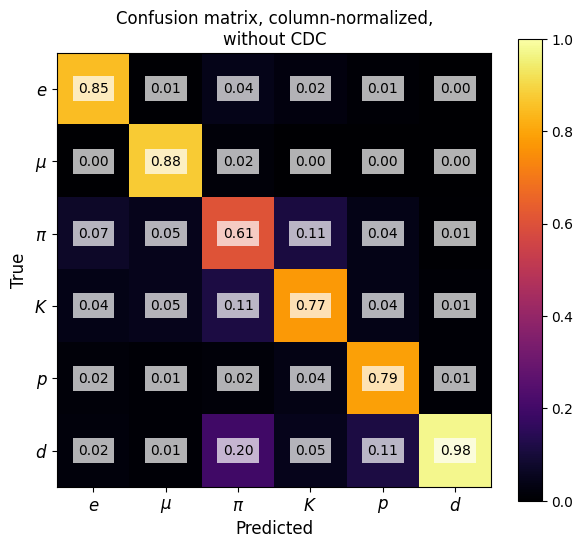 Confusion matrix, column-normalized,
without CDC
True
e 0.85 0.01 0.04 0.02 0.01 0.00
μ 0.00 0.88 0.02 0.00 0.00 0.00
π 0.07 0.05 0.61 0.11 0.04 0.01
K 0.04 0.05 0.11 0.77 0.04 0.01
p 0.02 0.01 0.02 0.04 0.79 0.01
d 0.02 0.01 0.20 0.05 0.11 0.98
e μ π K p d
Predicted
1.0
0.8
0.6
0.4
0.2
0.0